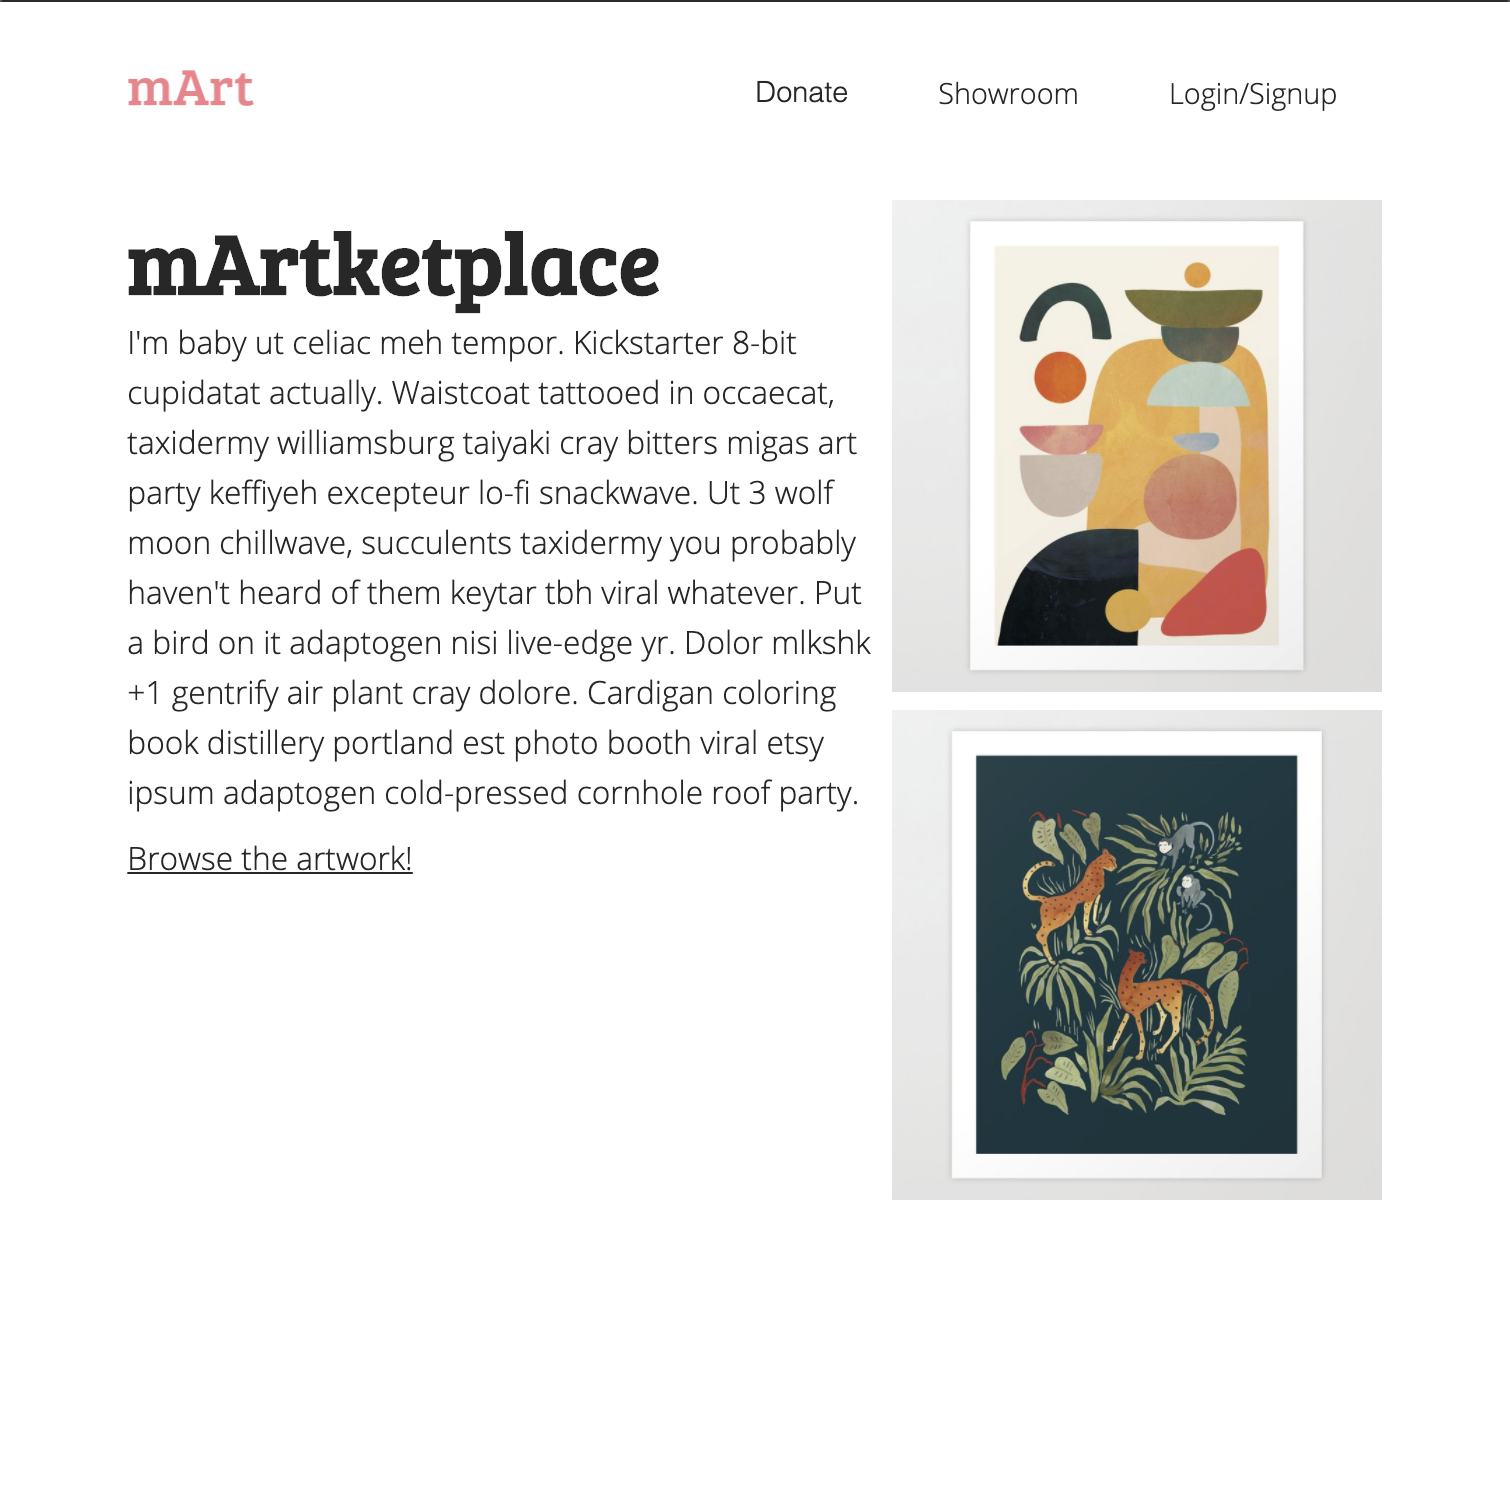 mArt
Donate
Showroom
Login/Signup
mArtketplace
I'm baby ut celiac meh tempor. Kickstarter 8-bit
cupidatat actually. Waistcoat tattooed in occaecat,
taxidermy williamsburg taiyaki cray bitters migas art
party keffiyeh excepteur lo-fi snackwave. Ut 3 wolf
moon chillwave, succulents taxidermy you probably
haven't heard of them keytar tbh viral whatever. Put
a bird on it adaptogen nisi live-edge yr. Dolor mlkshk
+1 gentrify air plant cray dolore. Cardigan coloring
book distillery portland est photo booth viral etsy
ipsum adaptogen cold-pressed cornhole roof party.
Browse the artwork!